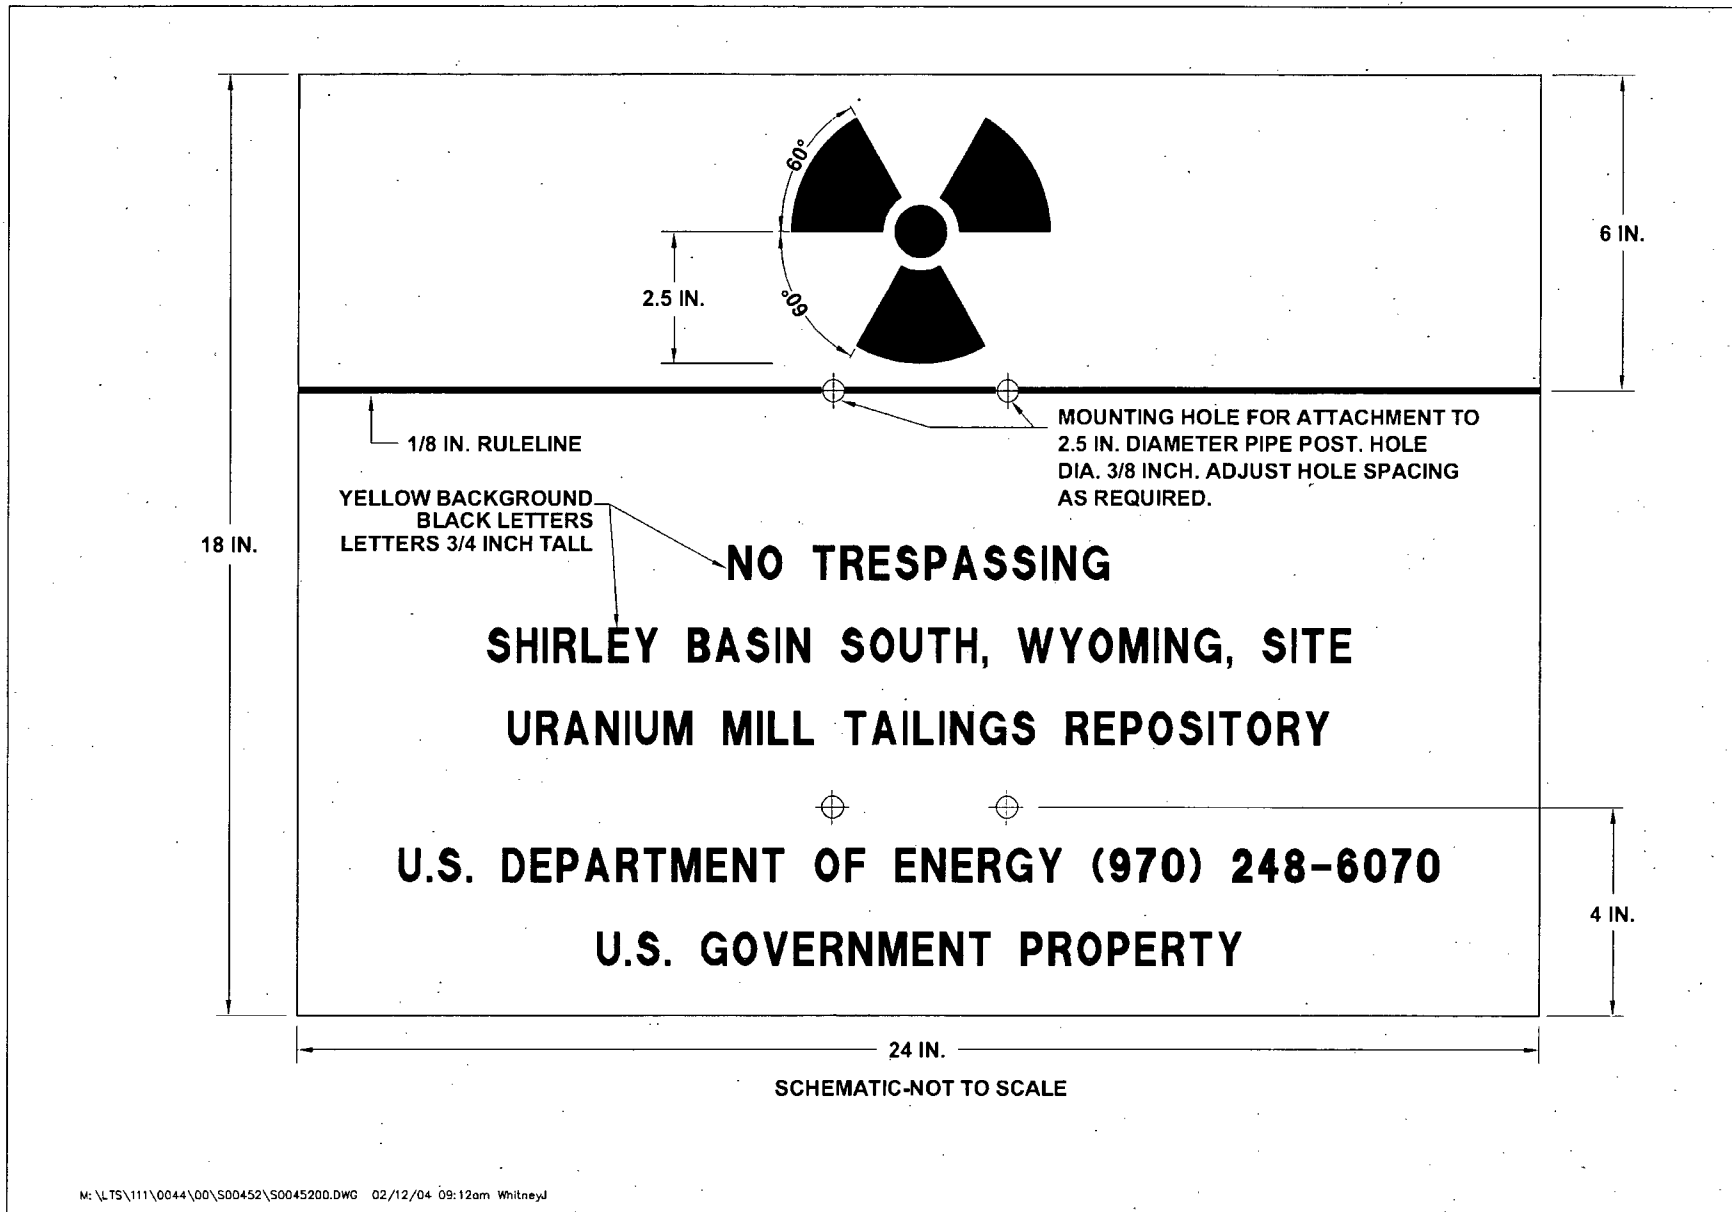 60°
6 IN.
2.5 IN.
60°
1/8 IN. RULELINE
MOUNTING HOLE FOR ATTACHMENT TO
2.5 IN. DIAMETER PIPE POST. HOLE
DIA. 3/8 INCH. ADJUST HOLE SPACING
AS REQUIRED.
YELLOW BACKGROUND
BLACK LETTERS
LETTERS 3/4 INCH TALL
18 IN.
NO TRESPASSING
SHIRLEY BASIN SOUTH, WYOMING, SITE
URANIUM MILL TAILINGS REPOSITORY
U.S. DEPARTMENT OF ENERGY (970) 248-6070
4 IN.
U.S. GOVERNMENT PROPERTY
24 IN.
SCHEMATIC-NOT TO SCALE
M:\LTS\111\0044\00\S00452\S0045200.DWG 02/12/04 09:12am WhitneyJ